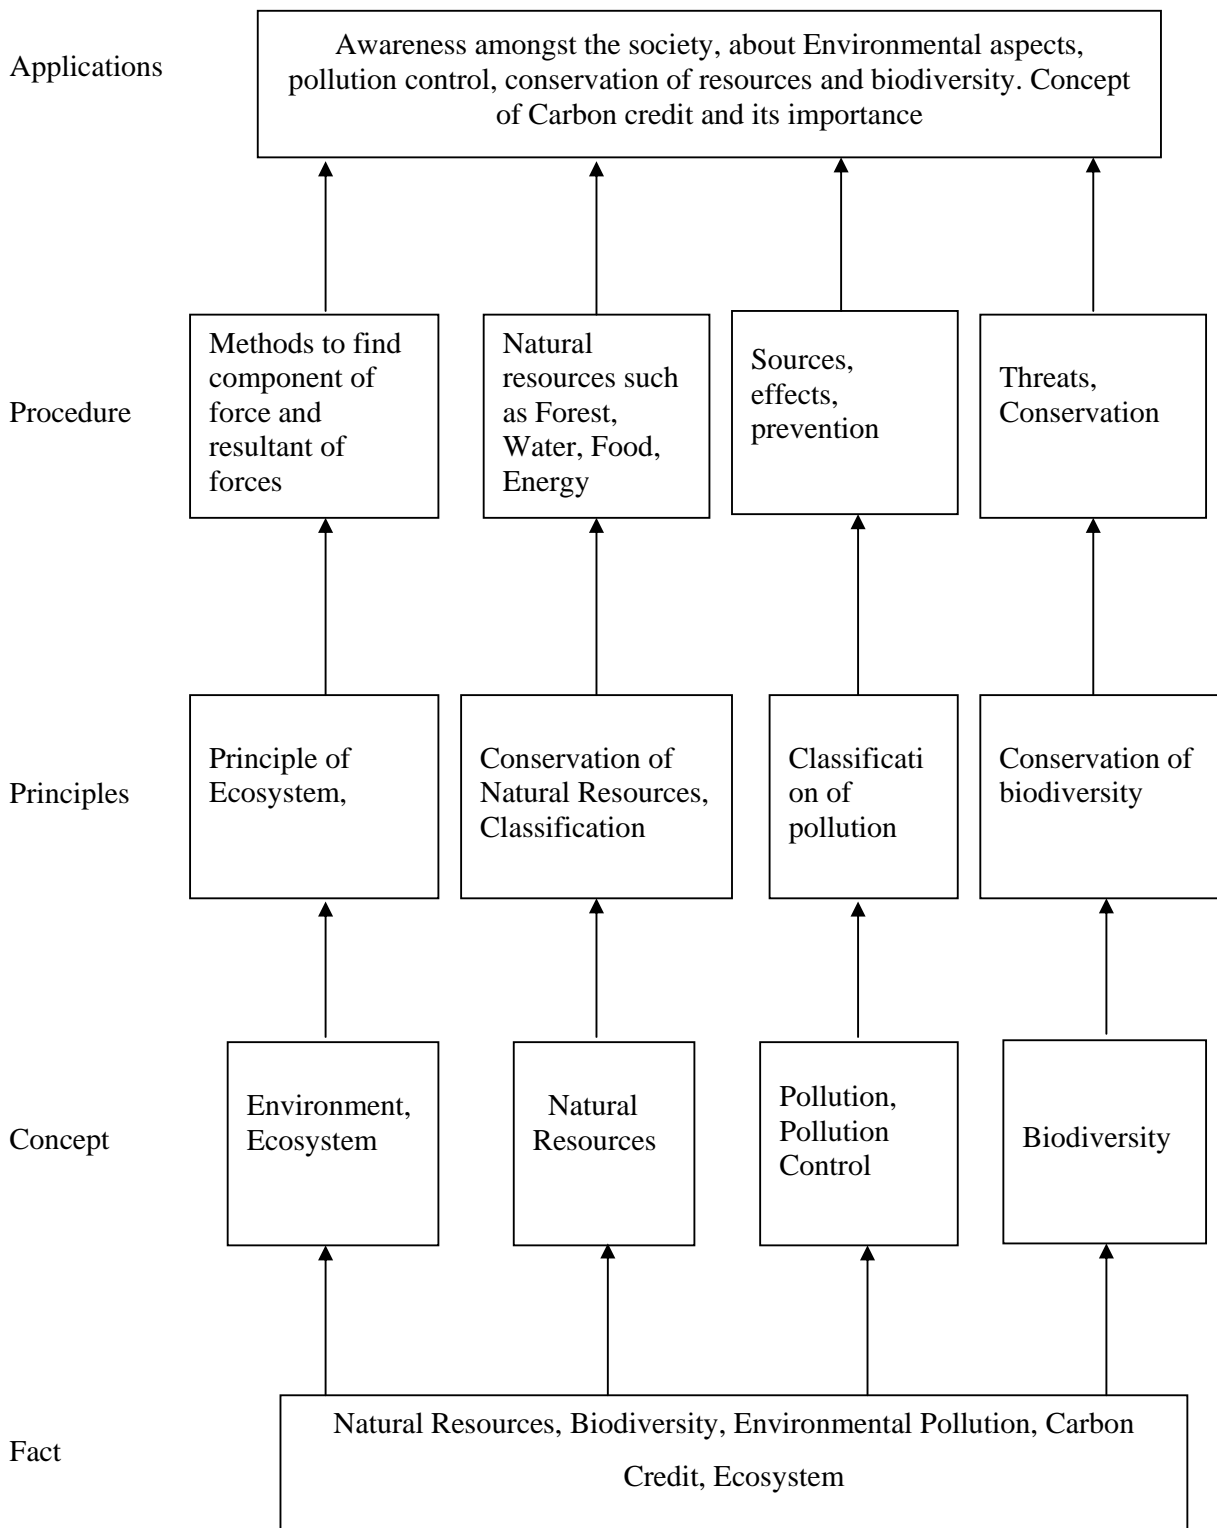 Applications
Awareness amongst the society, about Environmental aspects,
pollution control, conservation of resources and biodiversity. Concept
of Carbon credit and its importance
Procedure
Methods to find
component of
force and
resultant of
forces
Natural
resources such
as Forest,
Water, Food,
Energy
Sources,
effects,
prevention
Threats,
Conservation
Principles
Principle of
Ecosystem,
Conservation of
Natural Resources,
Classification
Classificati
on of
pollution
Conservation of
biodiversity
Concept
Environment,
Ecosystem
Natural
Resources
Pollution,
Pollution
Control
Biodiversity
Fact
Natural Resources, Biodiversity, Environmental Pollution, Carbon
Credit, Ecosystem